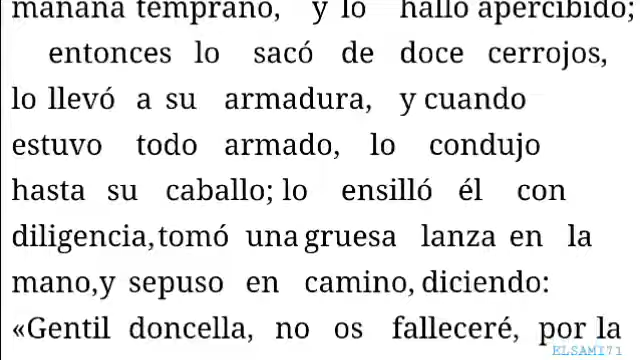 mañana temprano, y lo halló apercibido;
entonces lo sacó de doce cerrojos,
lo llevó a su armadura, y cuando
estuvo todo armado, lo condujo
hasta su caballo; lo ensilló él con
diligencia,tomó una gruesa lanza en la
mano,y sepuso en camino, diciendo:
«Gentil doncella, no os falleceré, por la
ELSAMI71